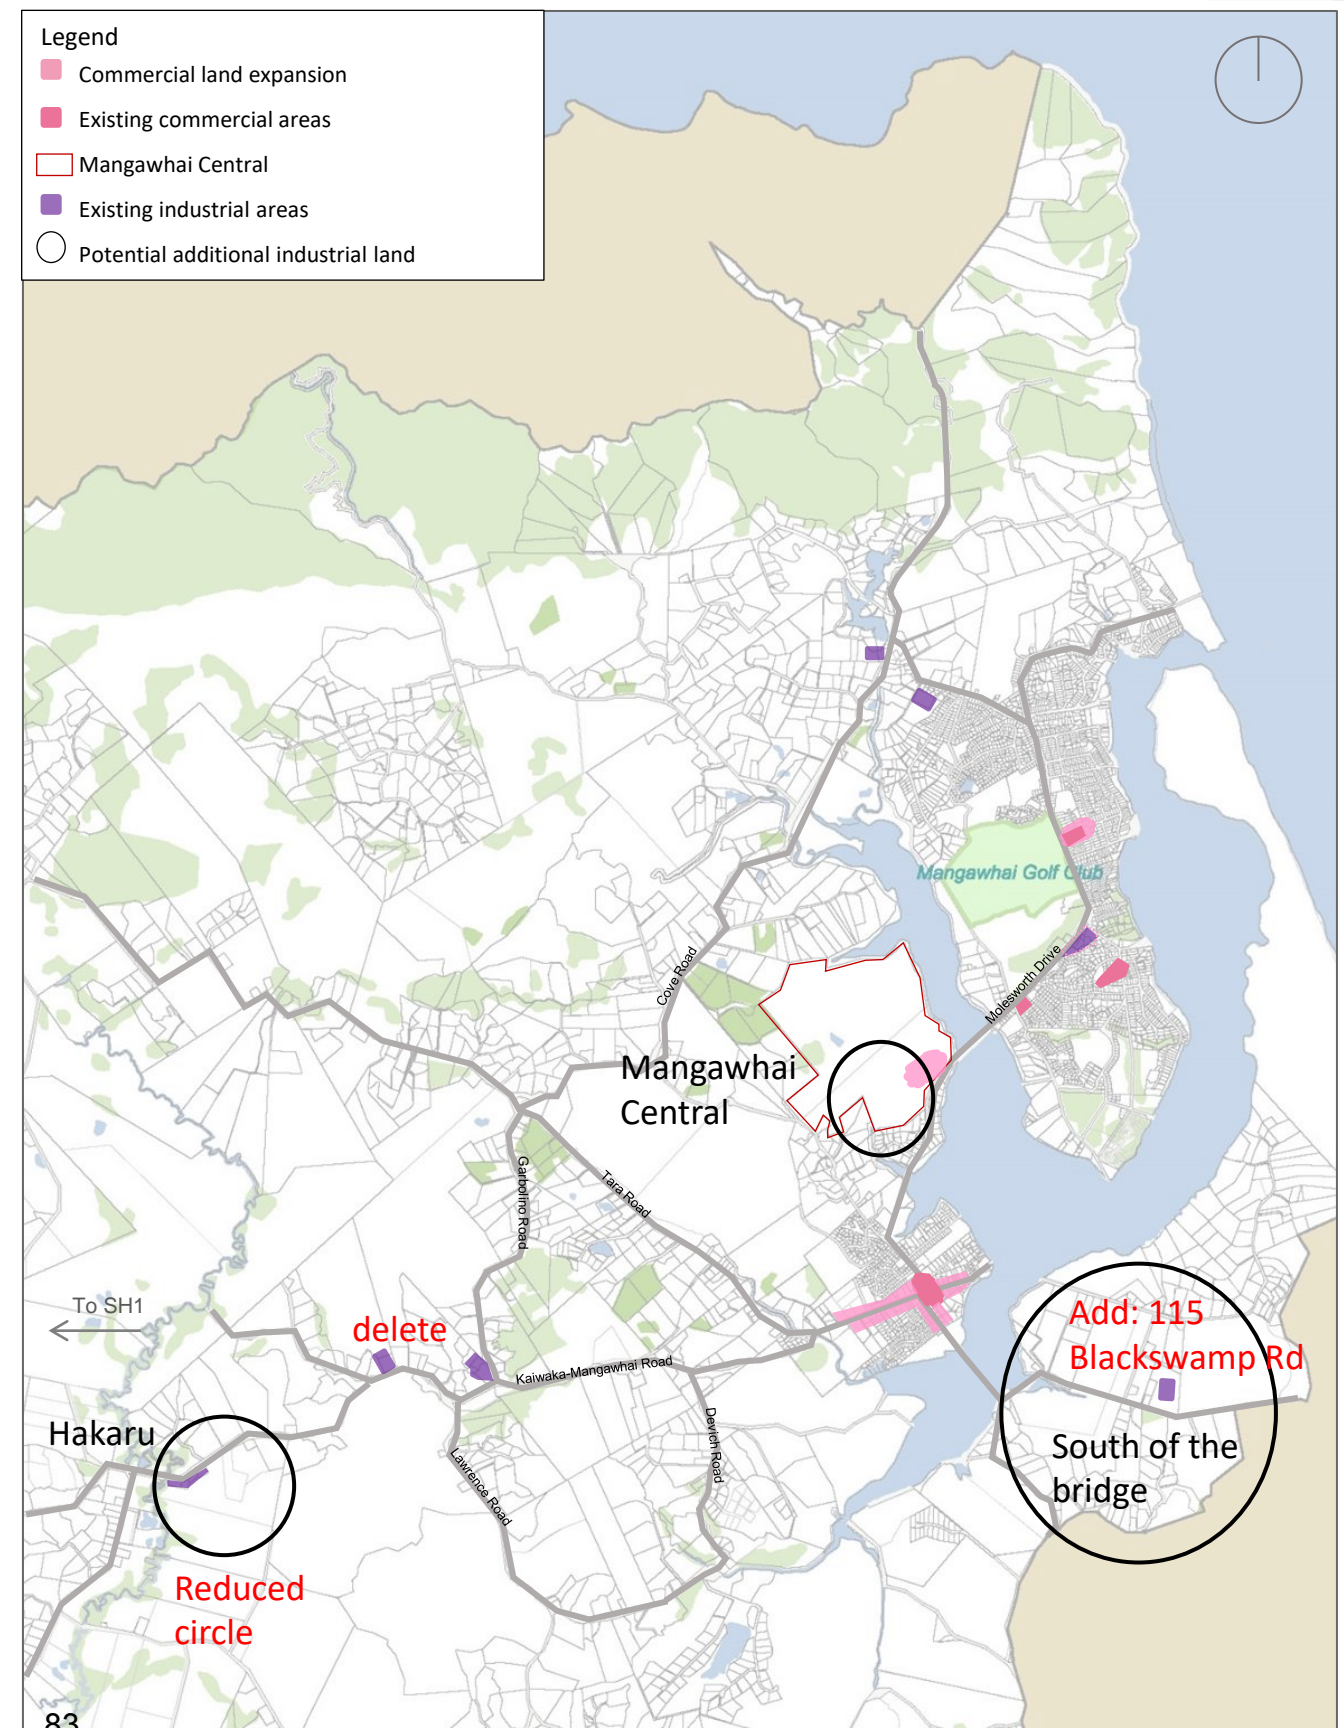 Legend
Commercial land expansion
Existing commercial areas
Mangawhai Central
Existing industrial areas
Potential additional industrial land
Mangawhai Golf Club
Molesworth Drive
Cove Road
Mangawhai
Central
Garbolino Road
Tara Road
To SH1
delete
Add: 115
Blackswamp Rd
Kaiwaka-Mangawhai Road
Hakaru
Devich Road
South of the
bridge
Lawrence Road
Reduced
circle
83